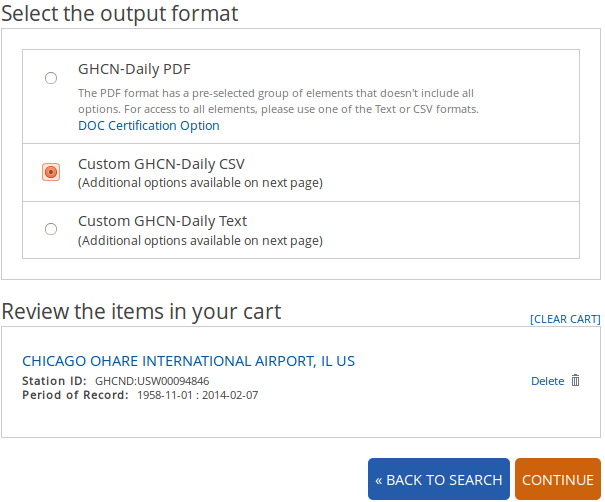 Select the output format
GHCN-Daily PDF
The PDF format has a pre-selected group of elements that doesn't include all
options. For access to all elements, please use one of the Text or CSV formats.
DOC Certification Option
Custom GHCN-Daily CSV
(Additional options available on next page)
Custom GHCN-Daily Text
(Additional options available on next page)
Review the items in your cart
[CLEAR CART]
CHICAGO OHARE INTERNATIONAL AIRPORT, IL US
Station ID: GHCND:USW00094846
Delete
Period of Record: 1958-11-01 : 2014-02-07
« BACK TO SEARCH
CONTINUE